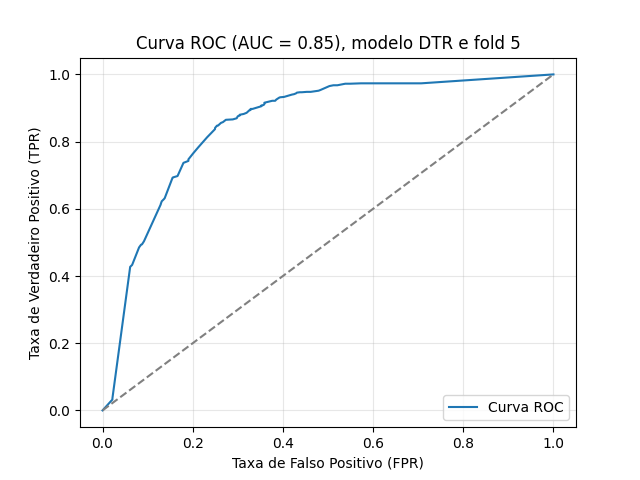 Curva ROC (AUC = 0.85), modelo DTR e fold 5
Taxa de Verdadeiro Positivo (TPR)
1.0
0.8
0.6
0.4
0.2
0.0
Curva ROC
0.0 0.2 0.4 0.6 0.8 1.0
Taxa de Falso Positivo (FPR)